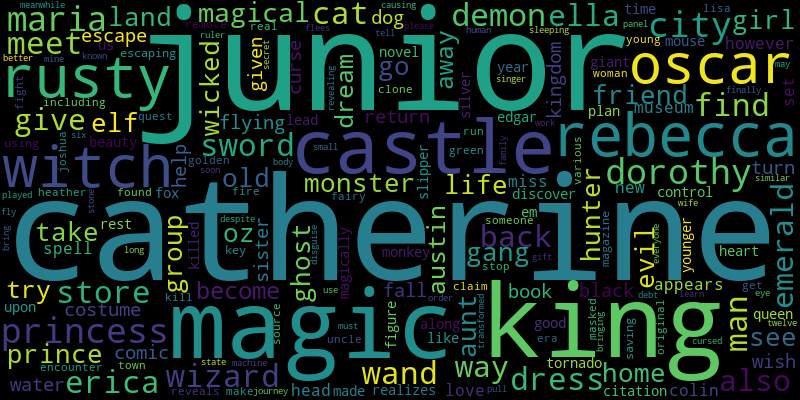 maria land magical cat dog demon ella city girl
meet escape junior lisa
rusty wicked given curse dream novel go away year kingdom oscar
give elf quest flying sword lead clone return silver friend museum find
witch castle rebecca
using beauty help old monster life miss hunter dorothy turn
joshua six golden slipper green run edgar plan various new control similar
catherine
played heather found fox fire body small fairy family work discover em someone wife
take rest group sister ghost austin gang back evil younger heart emerald
spell long killed key despite disguise magically monkey stop gift magazine everyone
try store become oz fall book black appears man
upon costume kill source use figure order claim masked bringing original debt learn queen get eye
princess magic along aunt transformed good king saving see
prince comic town must uncle like way era tornado cursed twelve
water encounter state wizard machine head made wand realizes dress home also wish
erica reveals make journey love pull citation colin
meanwhile better known mine fight including escaping remove real ruler flees secret revealing us causing please tell singer human sleeping woman young panel time mouse giant however set may finally
fly bring stone soon